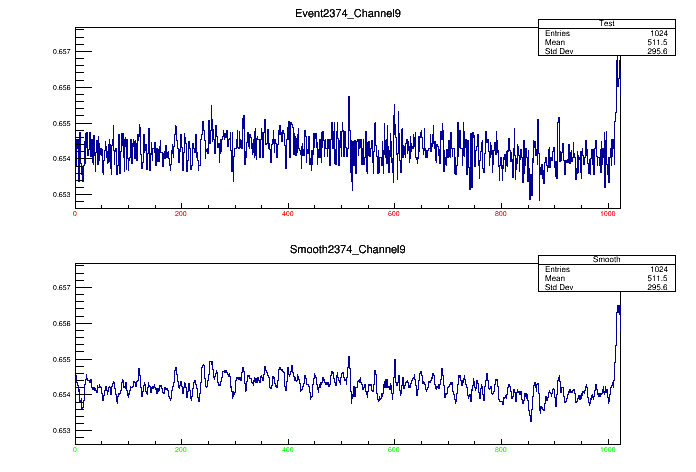 Event2374_Channel9
Test
Entries 1024
Mean 511.5
Std Dev 295.6
0.657
0.656
0.655
0.654
0.653
0 200 400 600 800 1000
Smooth2374_Channel9
Smooth
Entries 1024
Mean 511.5
Std Dev 295.6
0.657
0.656
0.655
0.654
0.653
0 200 400 600 800 1000